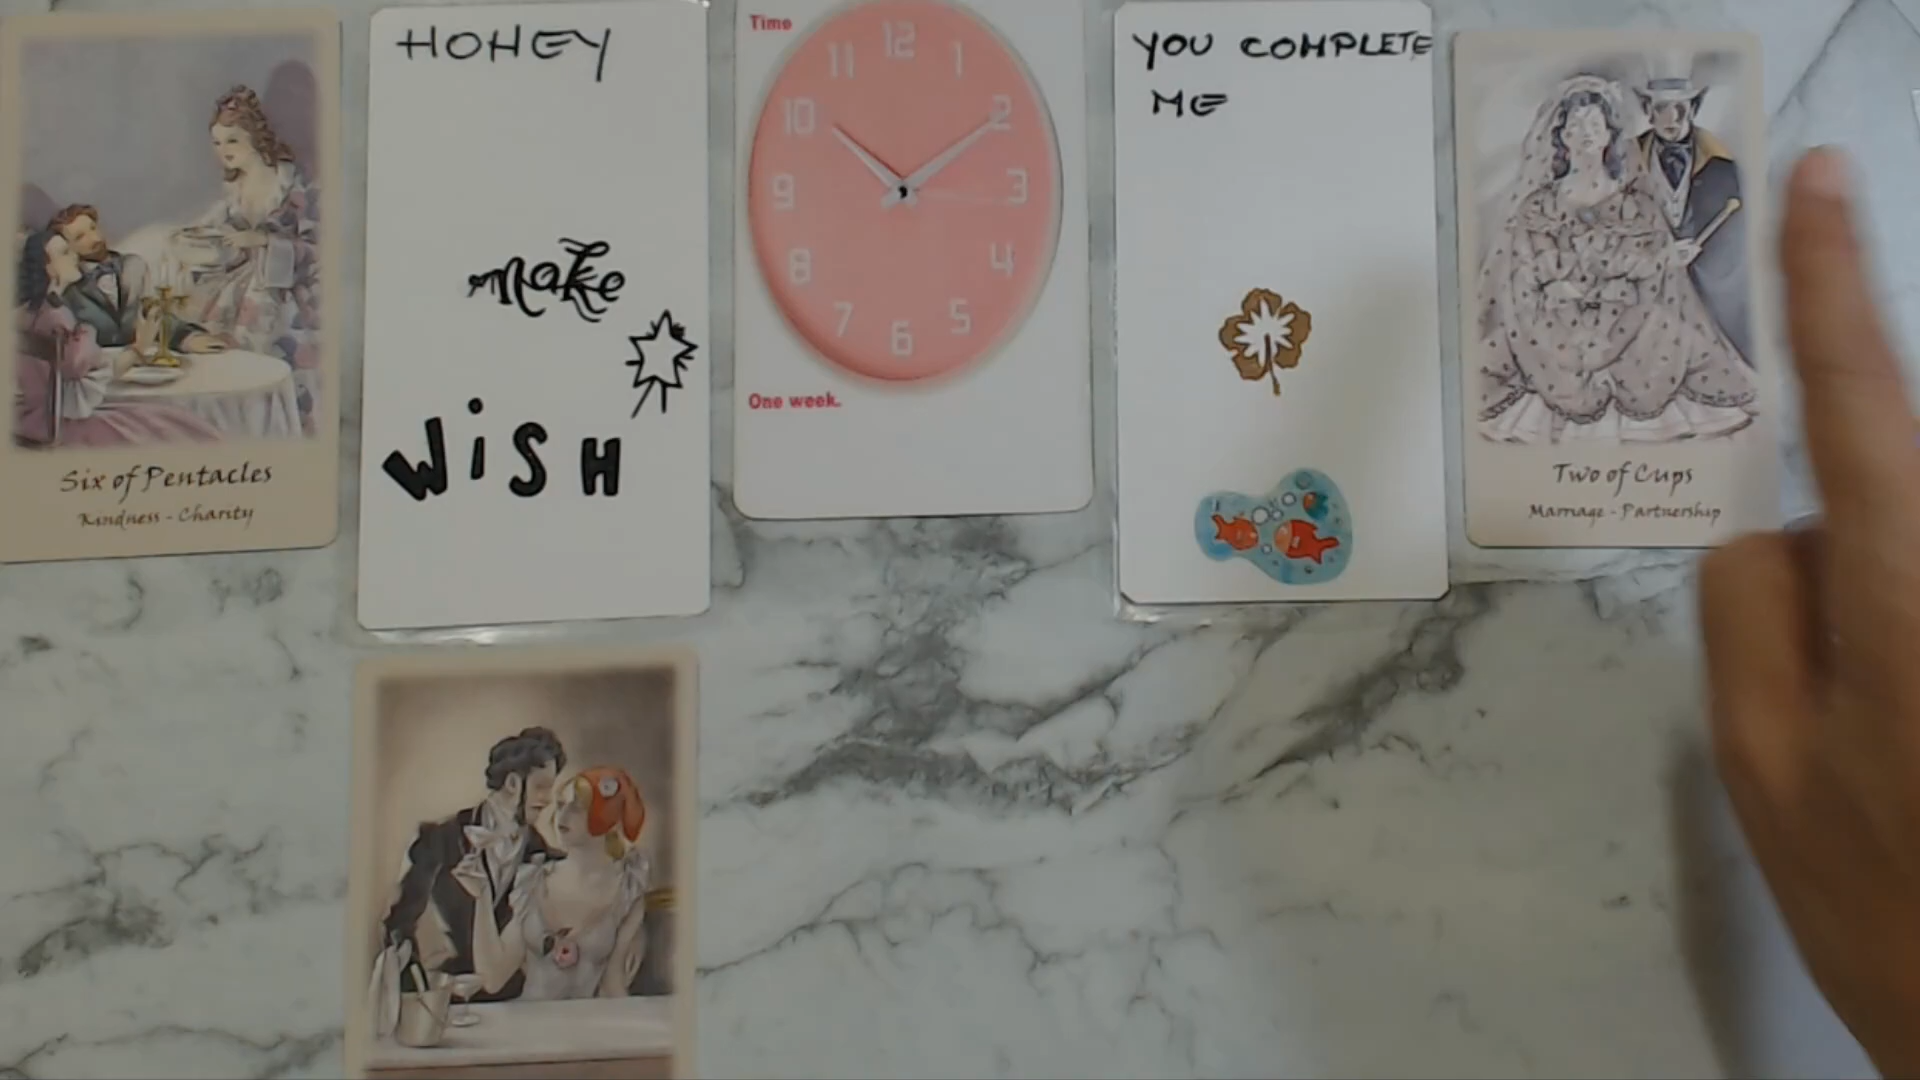 Six of Pentacles
Kindness - Charity
HOHEY
make
WiSH
Time
12
11
1
10
2
9
3
8
4
7
5
6
One week.
YOU COMPLETE
ME
Two of Cups
Marriage - Partnership